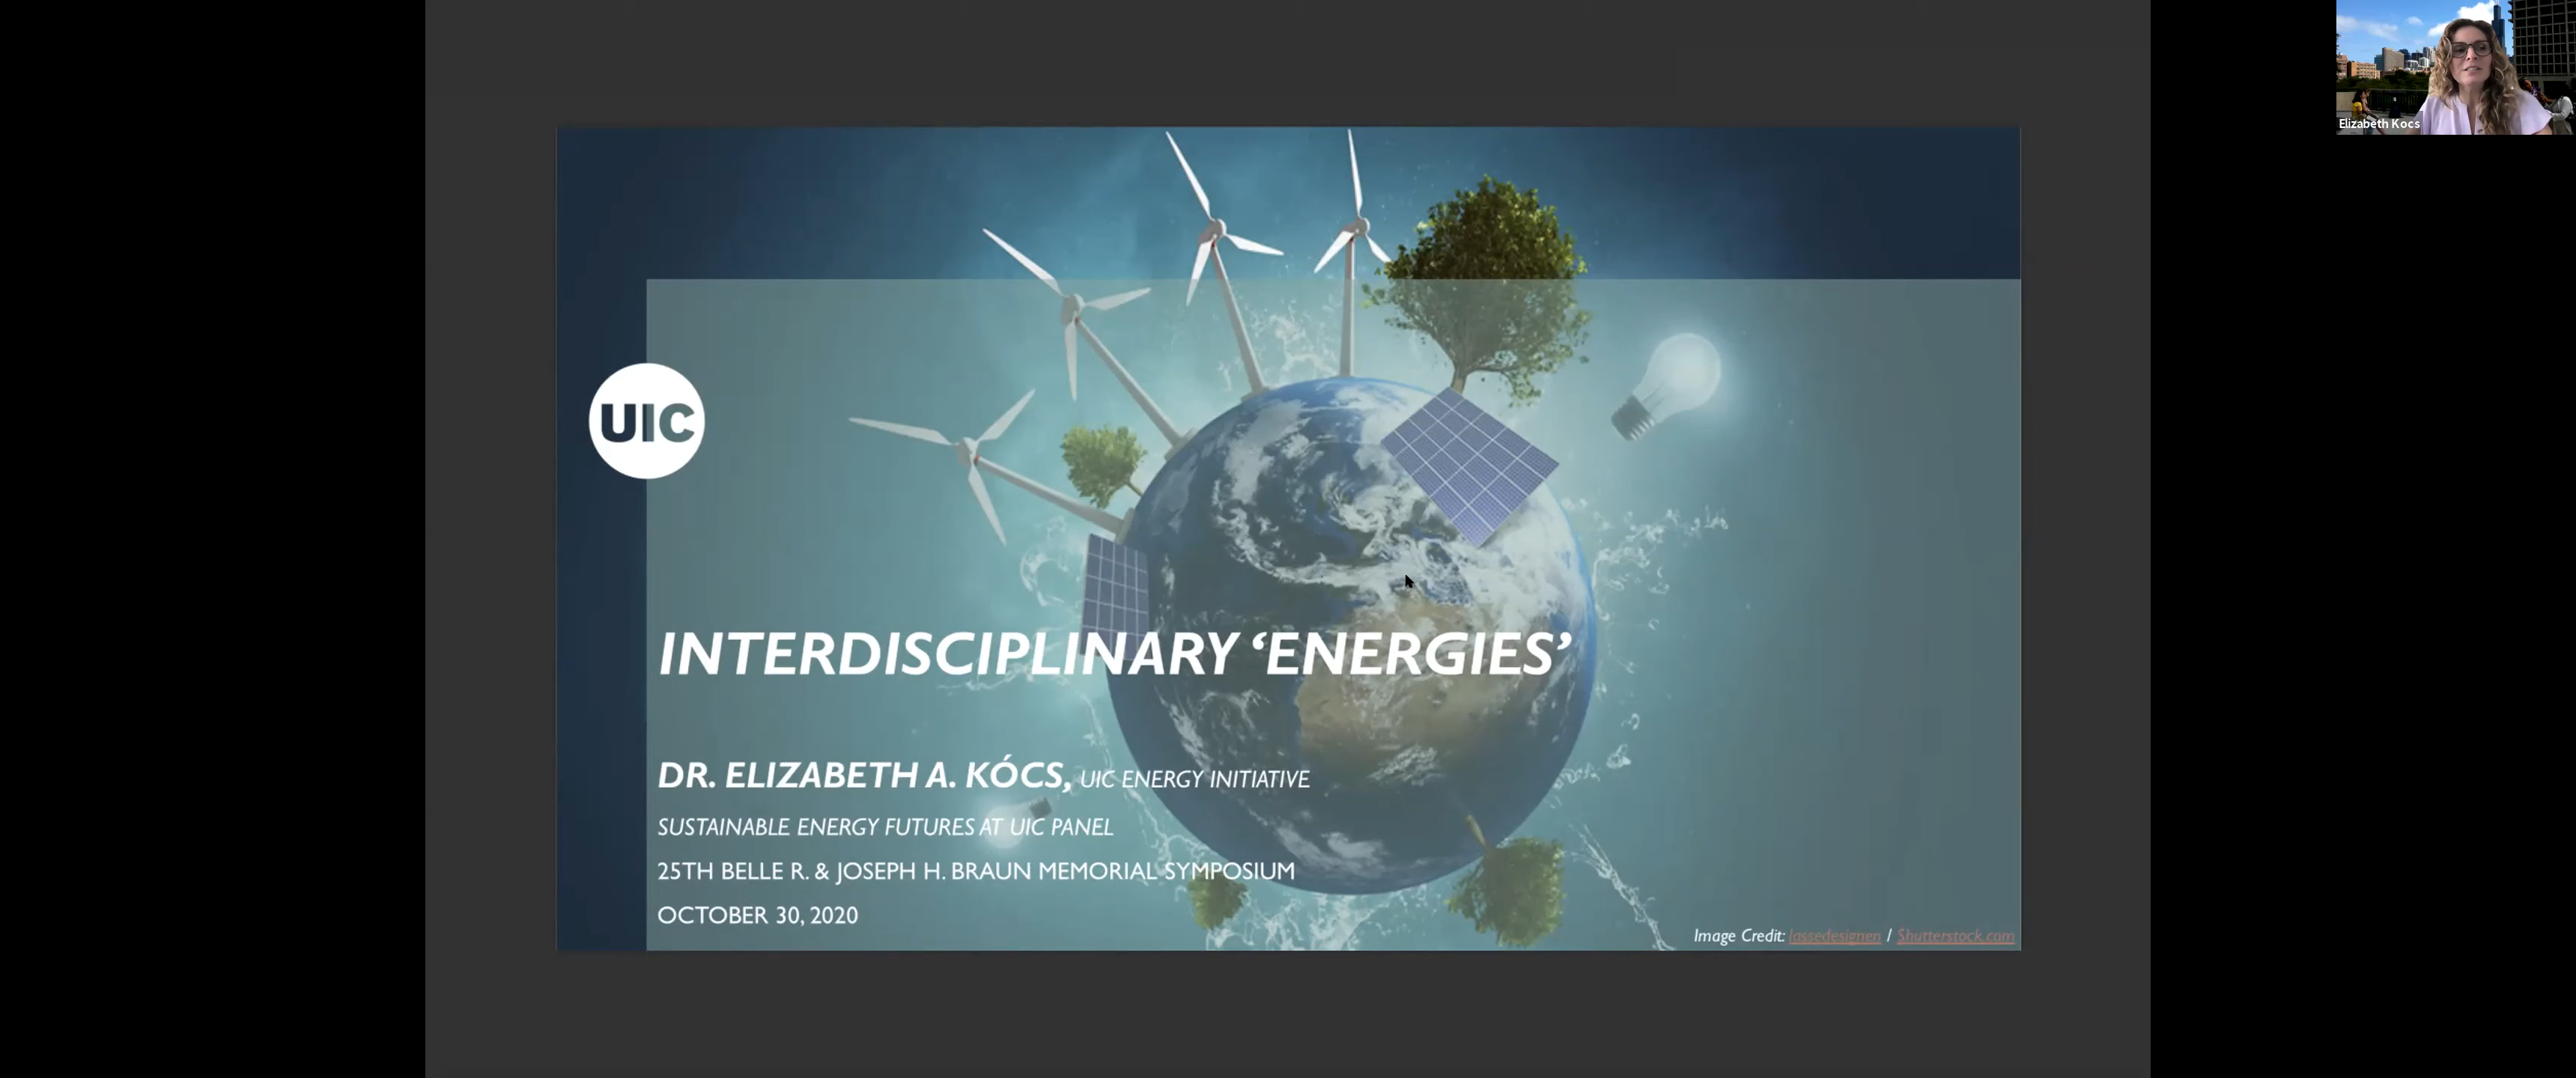 Elizabeth Kocs
UIC
INTERDISCIPLINARY ‘ENERGIES’
DR. ELIZABETH A. KÓCS, UIC ENERGY INITIATIVE
SUSTAINABLE ENERGY FUTURES AT UIC PANEL
25TH BELLE R. & JOSEPH H. BRAUN MEMORIAL SYMPOSIUM
OCTOBER 30, 2020
Image Credit: lassedesignen / Shutterstock.com